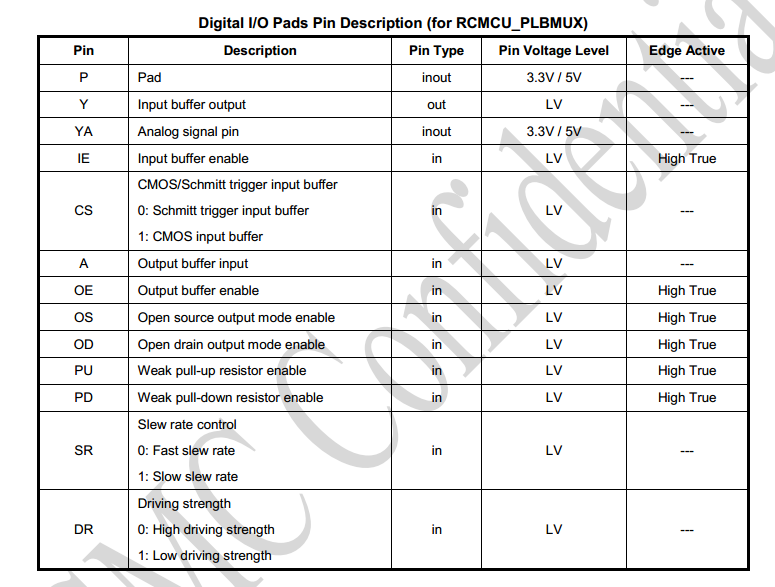 Digital I/O Pads Pin Description (for RCMCU_PLBMUX)
Pin Description Pin Type Pin Voltage Level Edge Active
P Pad inout 3.3V / 5V ---
Y Input buffer output out LV ---
YA Analog signal pin inout 3.3V / 5V ---
IE Input buffer enable in LV High True
CMOS/Schmitt trigger input buffer
CS 0: Schmitt trigger input buffer in LV ---
1: CMOS input buffer
A Output buffer input in LV ---
OE Output buffer enable in LV High True
OS Open source output mode enable in LV High True
OD Open drain output mode enable in LV High True
PU Weak pull-up resistor enable in LV High True
PD Weak pull-down resistor enable in LV High True
Slew rate control
SR 0: Fast slew rate in LV ---
1: Slow slew rate
Driving strength
DR 0: High driving strength in LV ---
1: Low driving strength
Confidential